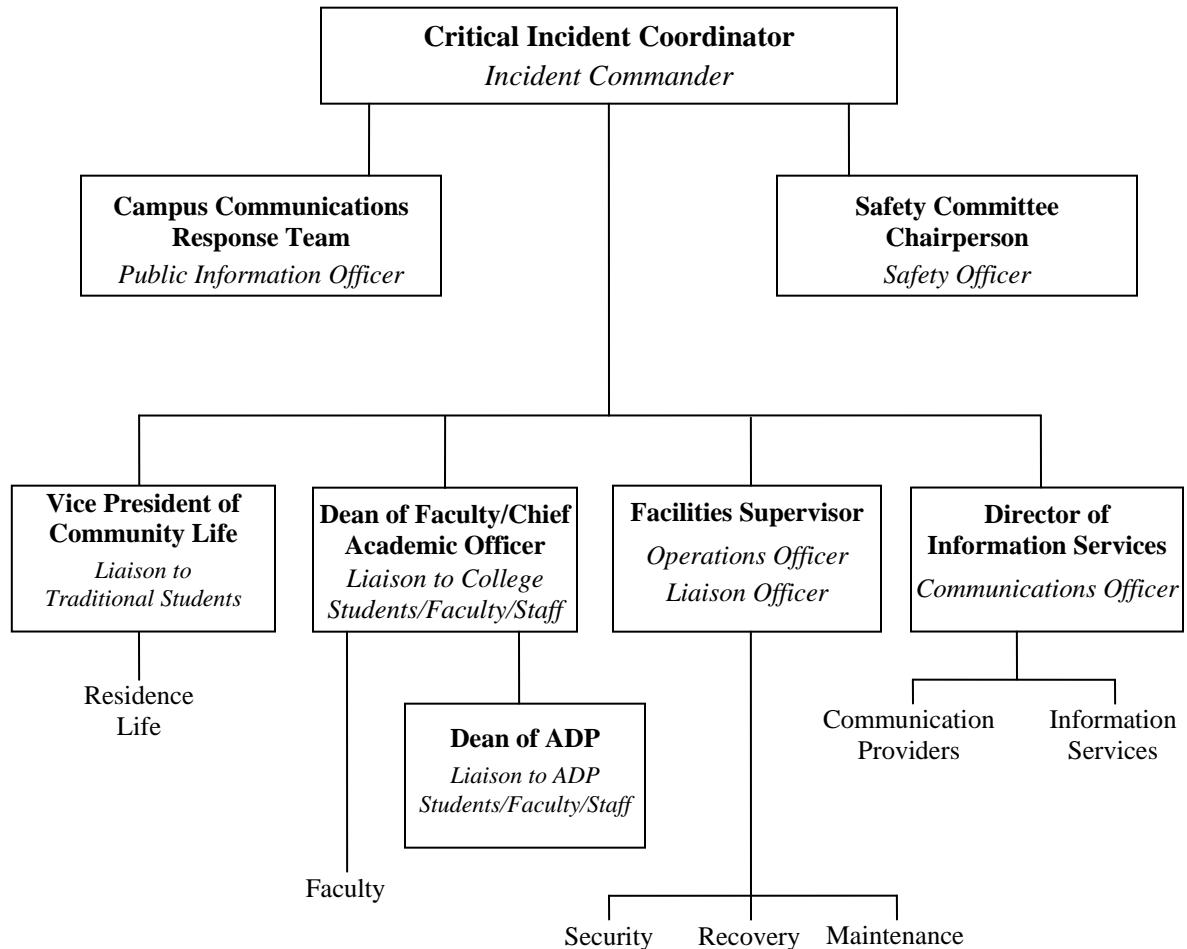 Critical Incident Coordinator
Incident Commander
Campus Communications
Response Team
Public Information Officer
Safety Committee
Chairperson
Safety Officer
Vice President of
Community Life
Liaison to
Traditional Students
Dean of Faculty/Chief
Academic Officer
Liaison to College
Students/Faculty/Staff
Facilities Supervisor
Operations Officer
Liaison Officer
Director of
Information Services
Communications Officer
Residence
Life
Dean of ADP
Liaison to ADP
Students/Faculty/Staff
Communication
Providers
Information
Services
Faculty
Security
Recovery
Maintenance